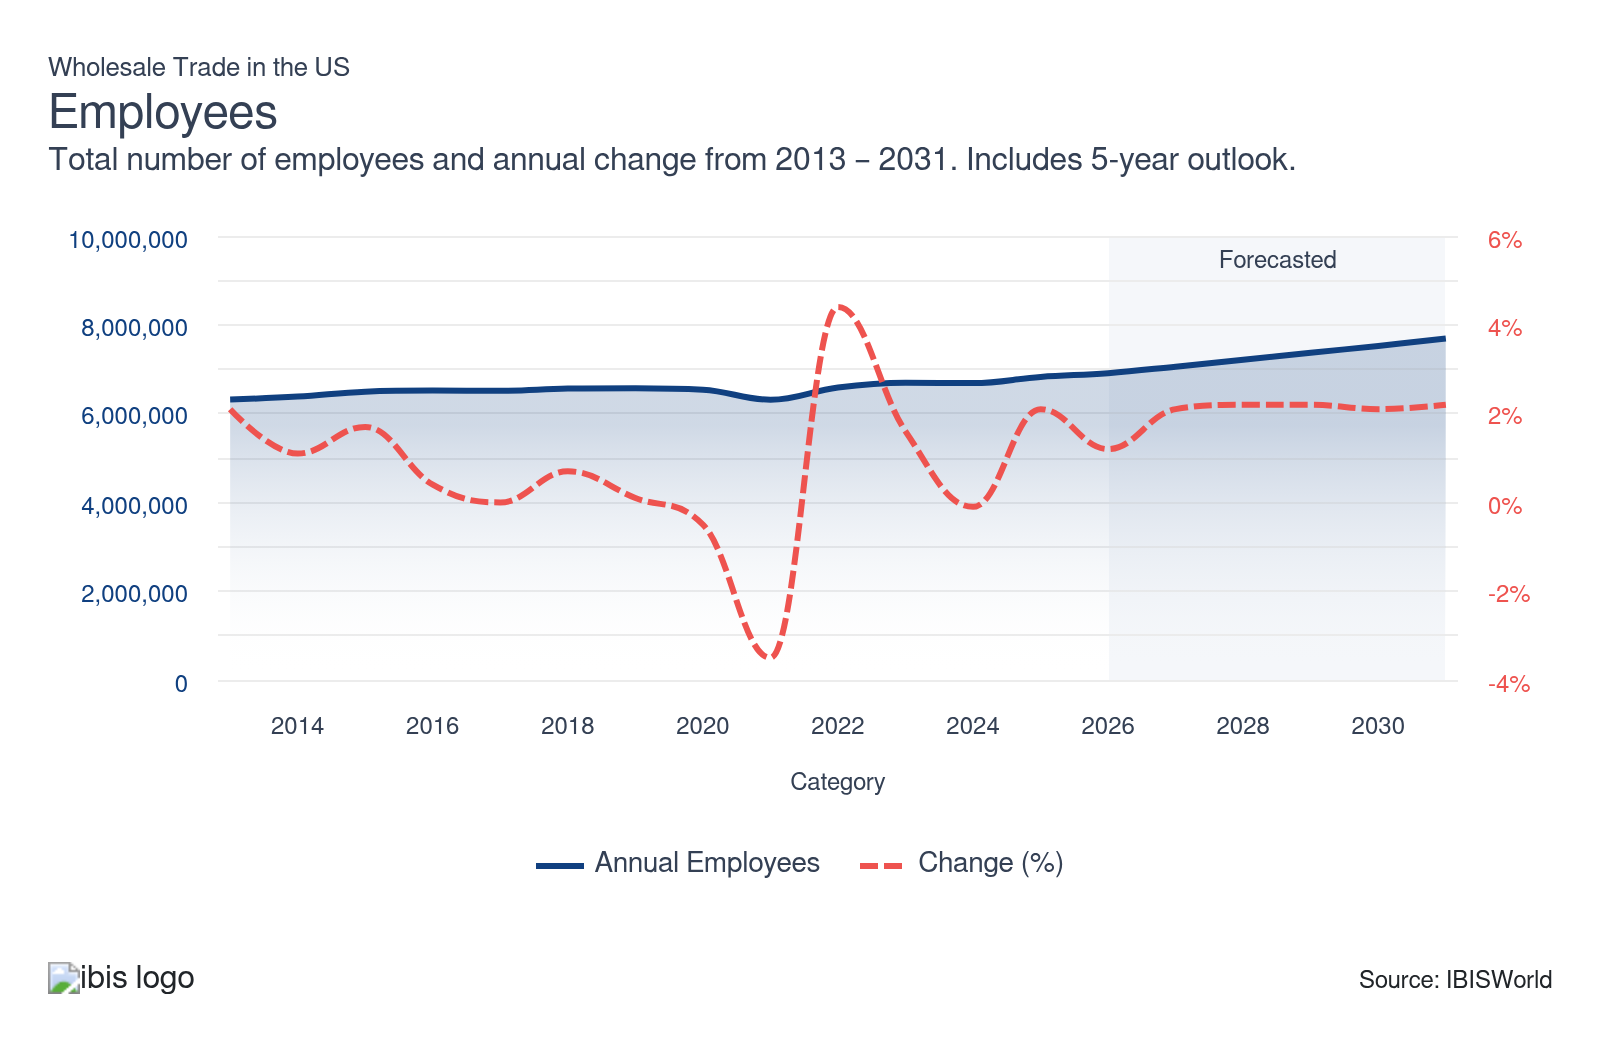 Wholesale Trade in the US
Employees
Total number of employees and annual change from 2013 – 2031. Includes 5-year outlook.
10,000,000
8,000,000
6,000,000
4,000,000
2,000,000
0
Forecasted
6%
4%
2%
0%
-2%
-4%
2014 2016 2018 2020 2022 2024 2026 2028 2030
Category
Annual Employees Change (%)
ibis logo
Source: IBISWorld